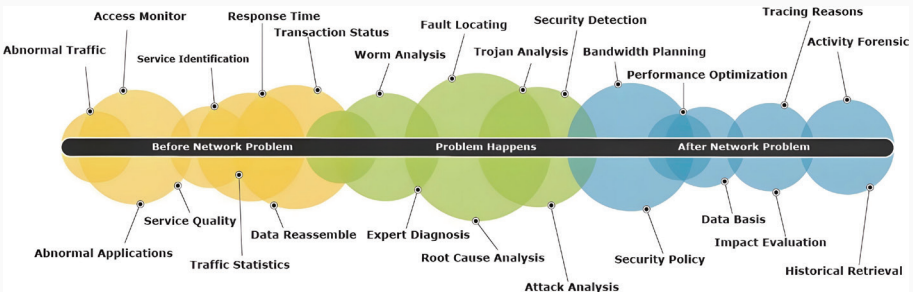 Abnormal Traffic
Access Monitor
Service Identification
Response Time
Transaction Status
Worm Analysis
Fault Locating
Trojan Analysis
Security Detection
Bandwidth Planning
Performance Optimization
Tracing Reasons
Activity Forensic
Before Network Problem
Problem Happens
After Network Problem
Abnormal Applications
Service Quality
Traffic Statistics
Data Reassemble
Expert Diagnosis
Root Cause Analysis
Attack Analysis
Security Policy
Data Basis
Impact Evaluation
Historical Retrieval